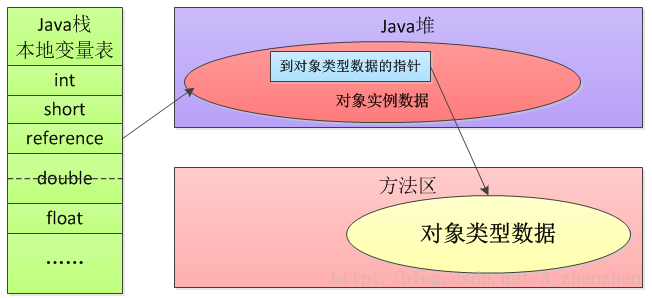 Java栈
本地变量表
int
short
reference
double
float
……
Java堆
到对象类型数据的指针
对象实例数据
方法区
对象类型数据
http://blog.csdn.net/A_zhenzhen